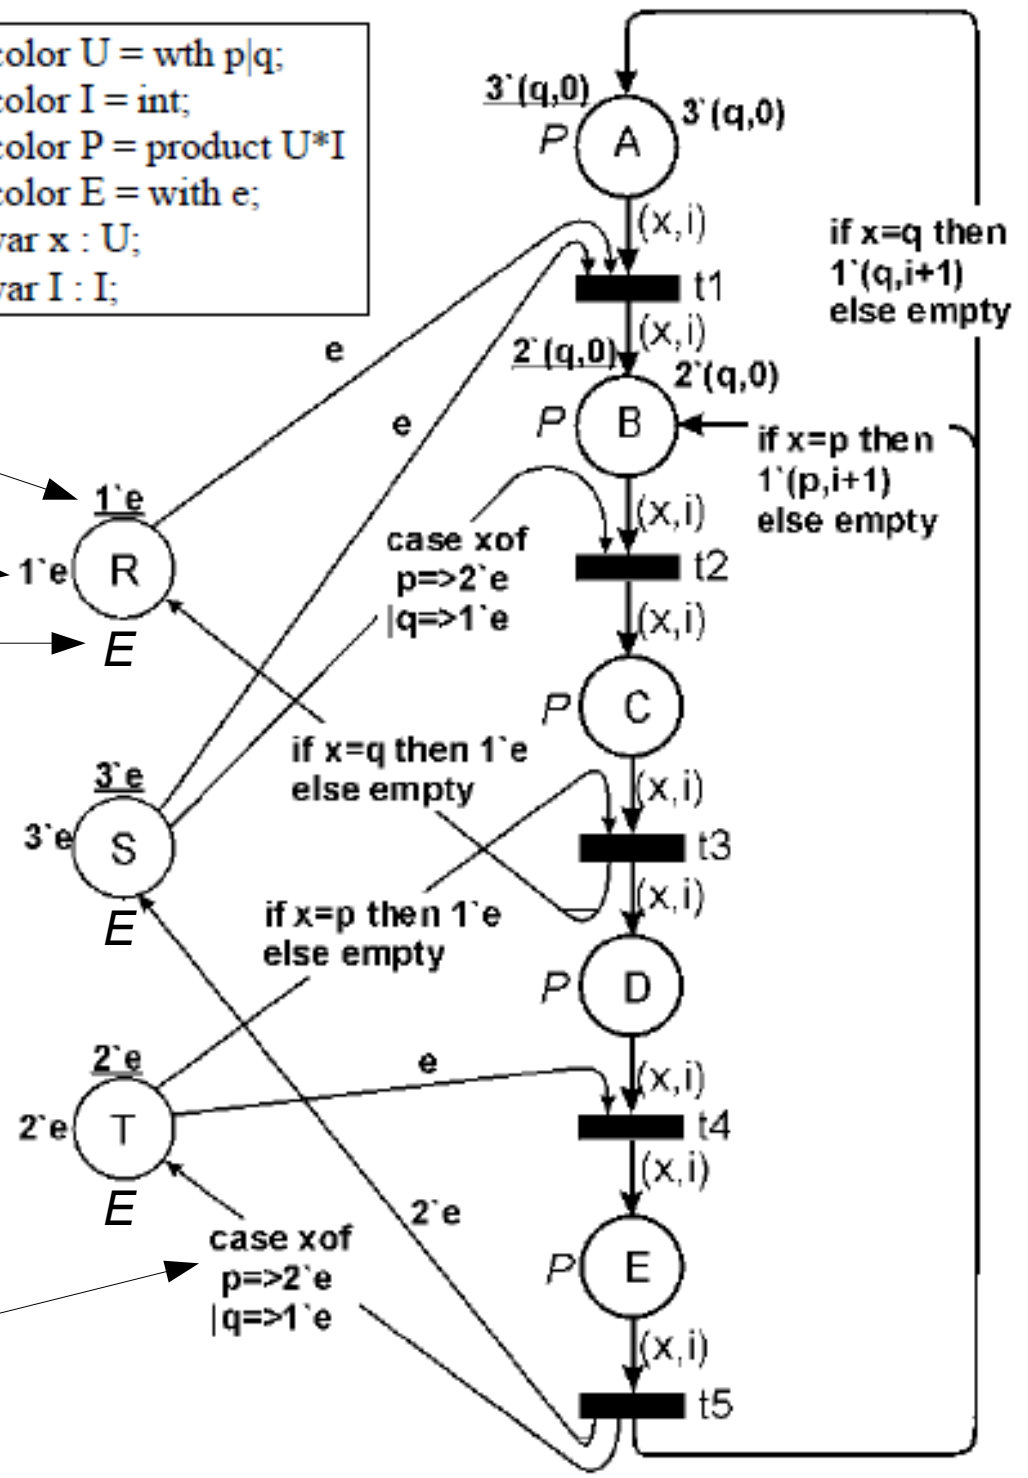 color U = wth p|q;
color I = int;
color P = product U*I
color E = with e;
var x : U;
var I : I;
3`(q,0)
3`(q,0)
P
A
(x,i)
if x=q then
1`(q,i+1)
else empty
t1
(x,i)
e
2`(q,0)
2`(q,0)
P
B
e
if x=p then
1`(p,i+1)
else empty
(x,i)
1`e
1`e
R
E
case xof
p=>2`e
|q=>1`e
t2
(x,i)
P
C
if x=q then 1`e
else empty
(x,i)
3`e
3`e
S
E
t3
(x,i)
if x=p then 1`e
else empty
P
D
2`e
2`e
T
E
e
(x,i)
t4
(x,i)
2`e
case xof
p=>2`e
|q=>1`e
P
E
(x,i)
t5